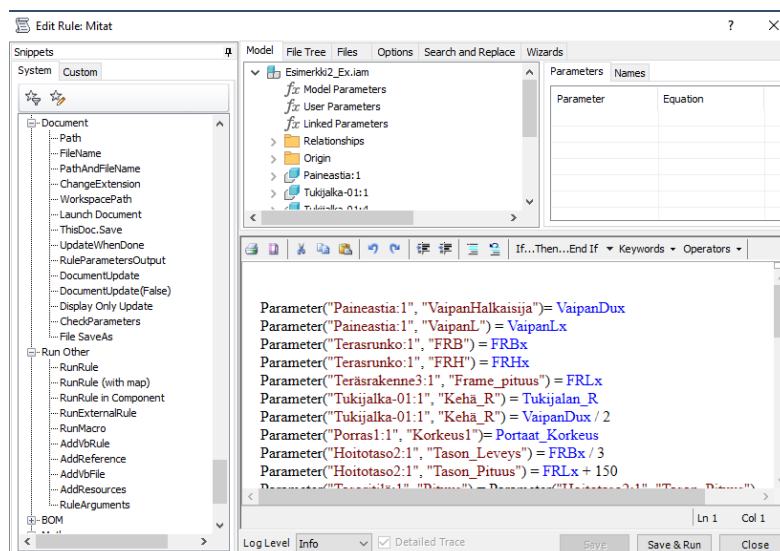 Edit Rule: Mitat
? X
Snippets
System Custom
Document
Path
FileName
PathAndFileName
ChangeExtension
WorkspacePath
Launch Document
ThisDoc.Save
UpdateWhenDone
RuleParametersOutput
DocumentUpdate
DocumentUpdate(False)
Display Only Update
CheckParameters
File SaveAs
Run Other
RunRule
RunRule (with map)
RunRule in Component
RunExternalRule
RunMacro
AddVbRule
AddReference
AddVbFile
AddResources
RuleArguments
BOM
Model File Tree Files Options Search and Replace Wizards
Esimerkki2_Ex.iam
fx Model Parameters
fx User Parameters
fx Linked Parameters
Relationships
Origin
Paineastia:1
Tukijalka-01:1
Tukijalka-01:4
Parameters Names
Parameter Equation
If...Then...End If Keywords Operators
Parameter("Paineastia:1", "VaipanHalkaisija")= VaipanDux
Parameter("Paineastia:1", "VaipanL") = VaipanLx
Parameter("Terasrunko:1", "FRB") = FRBx
Parameter("Terasrunko:1", "FRH") = FRHx
Parameter("Teräsrakenne3:1", "Frame_pituus") = FRLx
Parameter("Tukijalka-01:1", "Kehä_R") = Tukijalan_R
Parameter("Tukijalka-01:1", "Kehä_R") = VaipanDux / 2
Parameter("Porras1:1", "Korkeus1")= Portaat_Korkeus
Parameter("Hoitotaso2:1", "Tason_Leveys") = FRBx / 3
Parameter("Hoitotaso2:1", "Tason_Pituus") = FRLx + 150
Ln 1 Col 1
Log Level Info Detailed Trace Save Save & Run Close